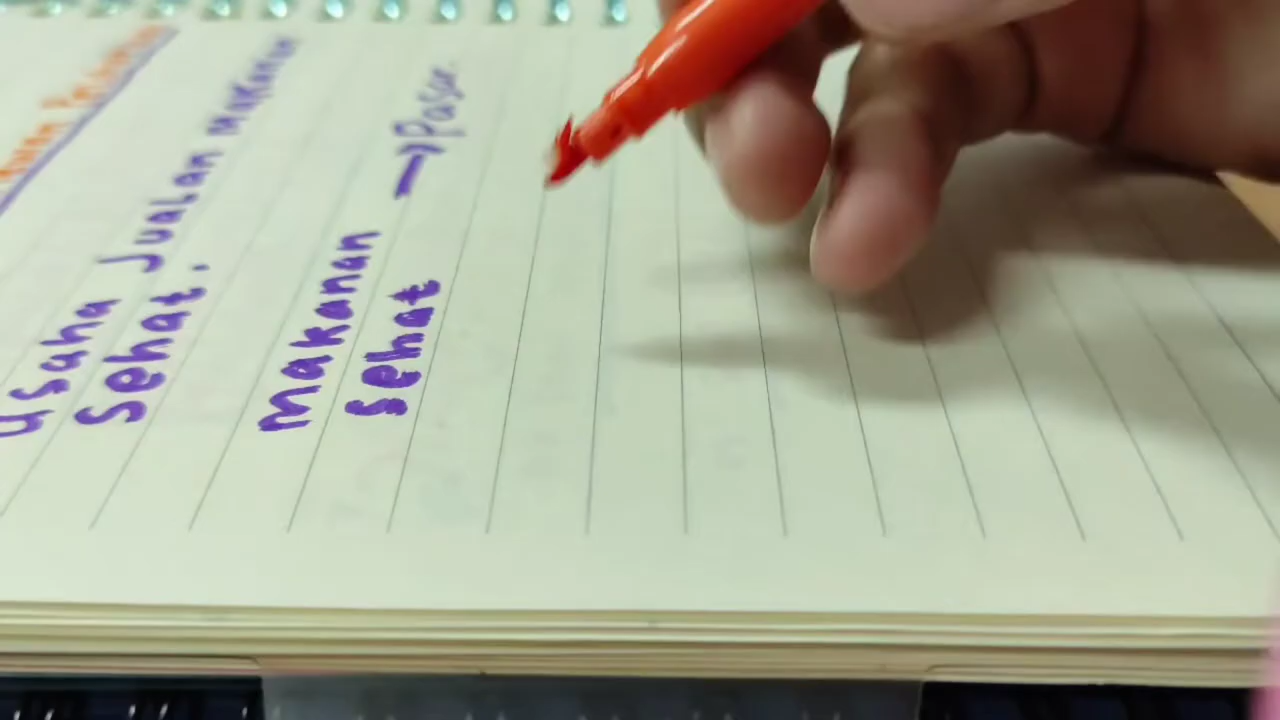 usaha Jualan makanan
sehat.
makanan
sehat → Pasar